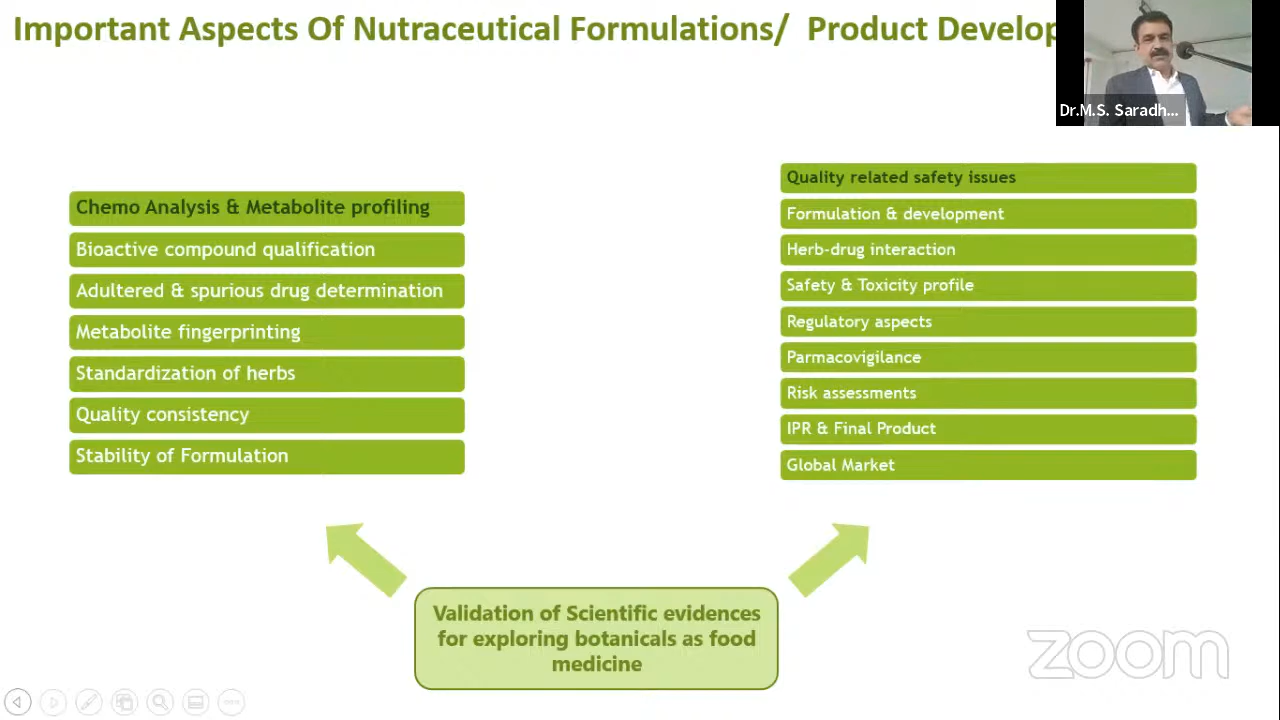 Important Aspects Of Nutraceutical Formulations/ Product Develop
Dr.M.S. Saradh...
Chemo Analysis & Metabolite profiling
Bioactive compound qualification
Adultered & spurious drug determination
Metabolite fingerprinting
Standardization of herbs
Quality consistency
Stability of Formulation
Quality related safety issues
Formulation & development
Herb-drug interaction
Safety & Toxicity profile
Regulatory aspects
Parmacovigilance
Risk assessments
IPR & Final Product
Global Market
Validation of Scientific evidences
for exploring botanicals as food
medicine
zoom